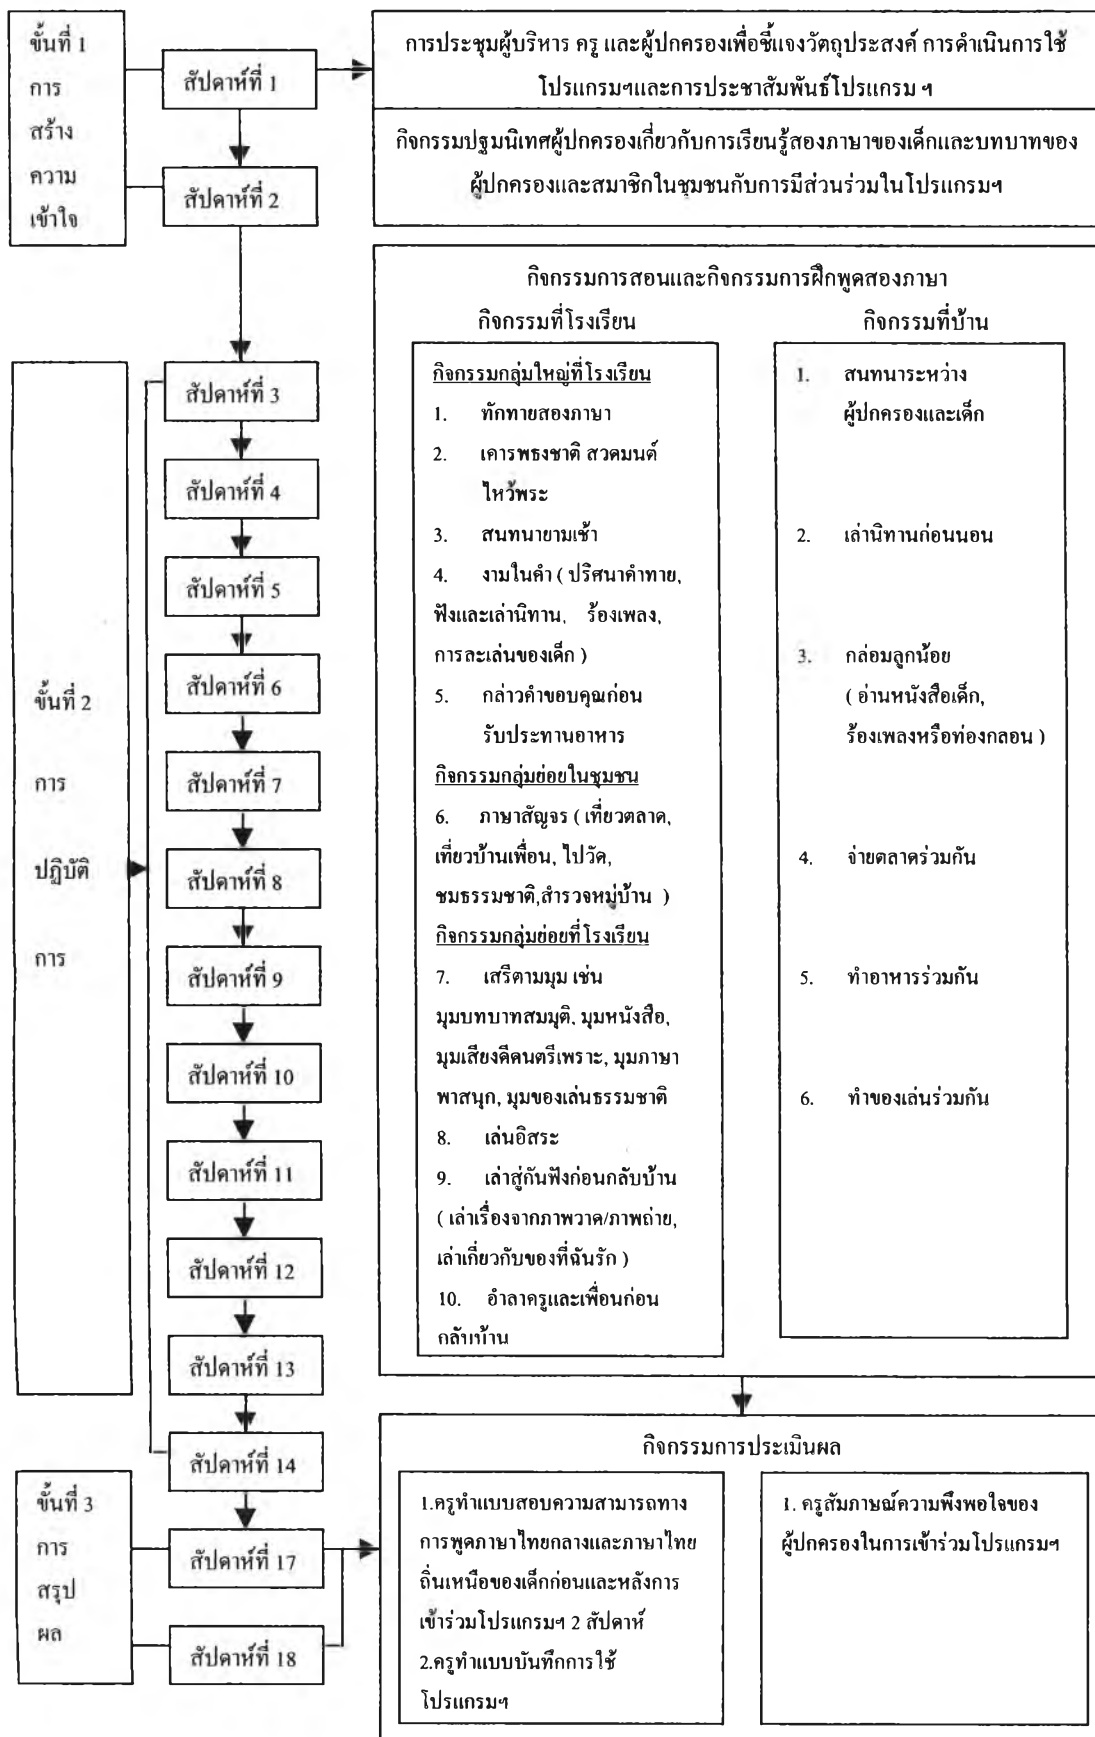 ขั้นที่ 1
การ
สร้าง
ความ
เข้าใจ
สัปดาห์ที่ 1
สัปดาห์ที่ 2
การประชุมผู้บริหาร ครู และผู้ปกครองเพื่อชี้แจงวัตถุประสงค์ การดำเนินการใช้
โปรแกรมฯและการประชาสัมพันธ์โปรแกรม ฯ
กิจกรรมปฐมนิเทศผู้ปกครองเกี่ยวกับการเรียนรู้สองภาษาของเด็กและบทบาทของ
ผู้ปกครองและสมาชิกในชุมชนกับการมีส่วนร่วมในโปรแกรมฯ
ขั้นที่ 2
การ
ปฏิบัติ
การ
สัปดาห์ที่ 3
สัปดาห์ที่ 4
สัปดาห์ที่ 5
สัปดาห์ที่ 6
สัปดาห์ที่ 7
สัปดาห์ที่ 8
สัปดาห์ที่ 9
สัปดาห์ที่ 10
สัปดาห์ที่ 11
สัปดาห์ที่ 12
สัปดาห์ที่ 13
สัปดาห์ที่ 14
กิจกรรมการสอนและกิจกรรมการฝึกพูดสองภาษา
กิจกรรมที่โรงเรียน
กิจกรรมกลุ่มใหญ่ที่โรงเรียน
1. ทักทายสองภาษา
2. เคารพธงชาติ สวดมนต์
ไหว้พระ
3. สนทนายามเช้า
4. งามในคำ ( ปริศนาคำทาย,
ฟังและเล่านิทาน, ร้องเพลง,
การละเล่นของเด็ก )
5. กล่าวคำขอบคุณก่อน
รับประทานอาหาร
กิจกรรมกลุ่มย่อยในชุมชน
6. ภาษาสัญจร ( เที่ยวตลาด,
เที่ยวบ้านเพื่อน, ไปวัด,
ชมธรรมชาติ,สำรวจหมู่บ้าน )
กิจกรรมกลุ่มย่อยที่โรงเรียน
7. เสรีตามมุม เช่น
มุมบทบาทสมมุติ, มุมหนังสือ,
มุมเสียงดีดนตรีเพราะ, มุมภาษา
พาสนุก, มุมของเล่นธรรมชาติ
8. เล่นอิสระ
9. เล่าสู่กันฟังก่อนกลับบ้าน
( เล่าเรื่องจากภาพวาด/ภาพถ่าย,
เล่าเกี่ยวกับของที่ฉันรัก )
10. อำลาครูและเพื่อนก่อน
กลับบ้าน
กิจกรรมที่บ้าน
1. สนทนาระหว่าง
ผู้ปกครองและเด็ก
2. เล่านิทานก่อนนอน
3. กล่อมลูกน้อย
( อ่านหนังสือเด็ก,
ร้องเพลงหรือท่องกลอน )
4. จ่ายตลาดร่วมกัน
5. ทำอาหารร่วมกัน
6. ทำของเล่นร่วมกัน
ขั้นที่ 3
การ
สรุป
ผล
สัปดาห์ที่ 17
สัปดาห์ที่ 18
กิจกรรมการประเมินผล
1.ครูทำแบบสอบความสามารถทาง
การพูดภาษาไทยกลางและภาษาไทย
ถิ่นเหนือของเด็กก่อนและหลังการ
เข้าร่วมโปรแกรมฯ 2 สัปดาห์
2.ครูทำแบบบันทึกการใช้
โปรแกรมฯ
1. ครูสัมภาษณ์ความพึงพอใจของ
ผู้ปกครองในการเข้าร่วมโปรแกรมฯ